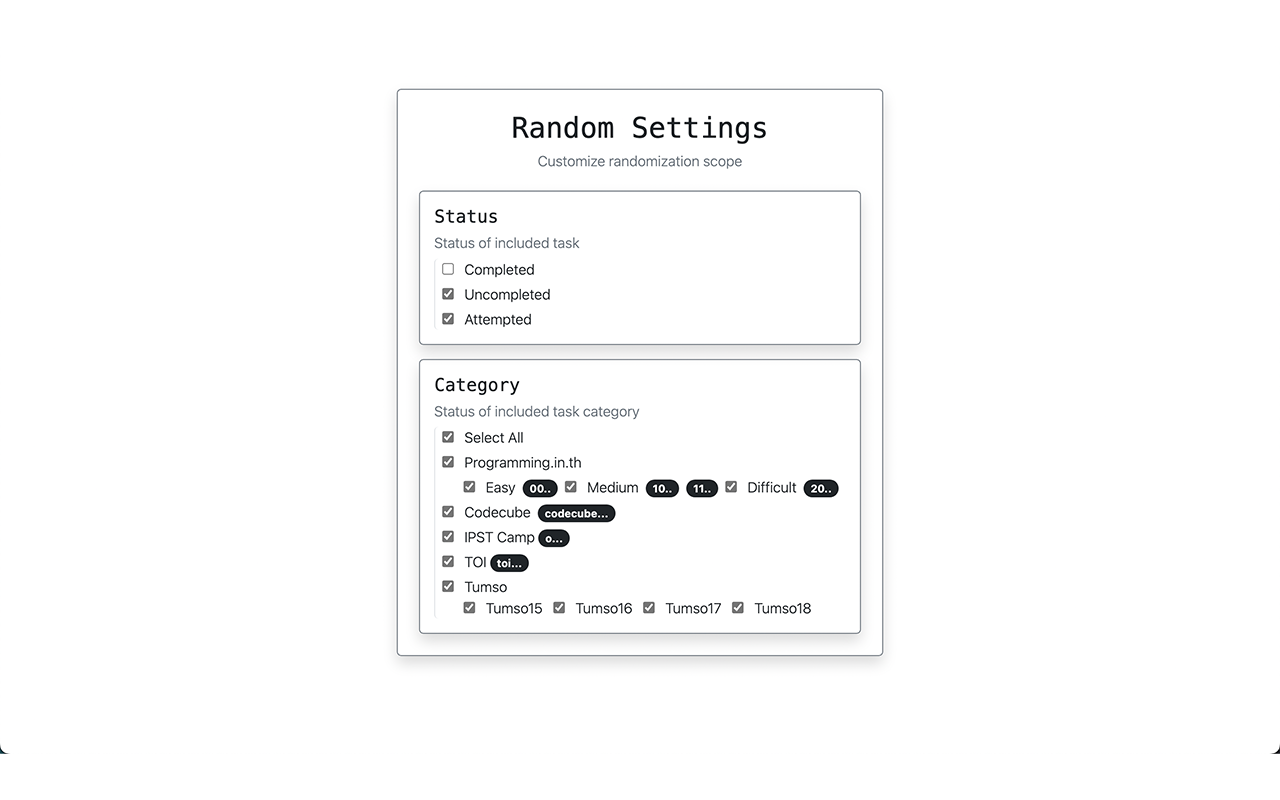 Random Settings
Customize randomization scope
Status
Status of included task
Completed
Uncompleted
Attempted
Category
Status of included task category
Select All
Programming.in.th
Easy 00.. Medium 10.. 11.. Difficult 20..
Codecube codecube...
IPST Camp o...
TOI toi...
Tumso
Tumso15 Tumso16 Tumso17 Tumso18